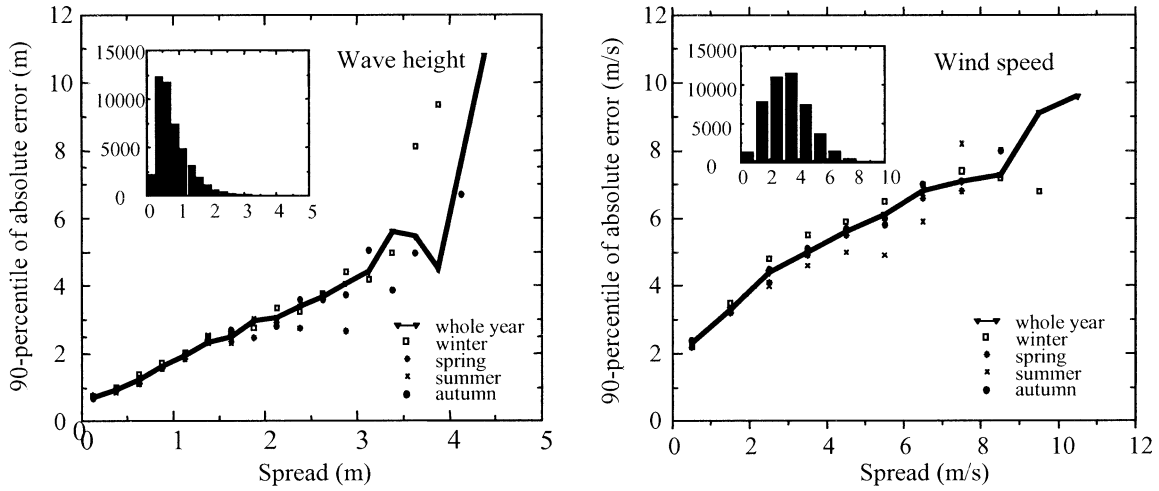 Wave height
90-percentile of absolute error (m)
12
10
8
6
4
2
0
0 1 2 3 4 5
Spread (m)
15000
10000
5000
0
0 1 2 3 4 5
whole year
winter
spring
summer
autumn
Wind speed
90-percentile of absolute error (m/s)
12
10
8
6
4
2
0
0 2 4 6 8 10 12
Spread (m/s)
15000
10000
5000
0
0 2 4 6 8 10
whole year
winter
spring
summer
autumn